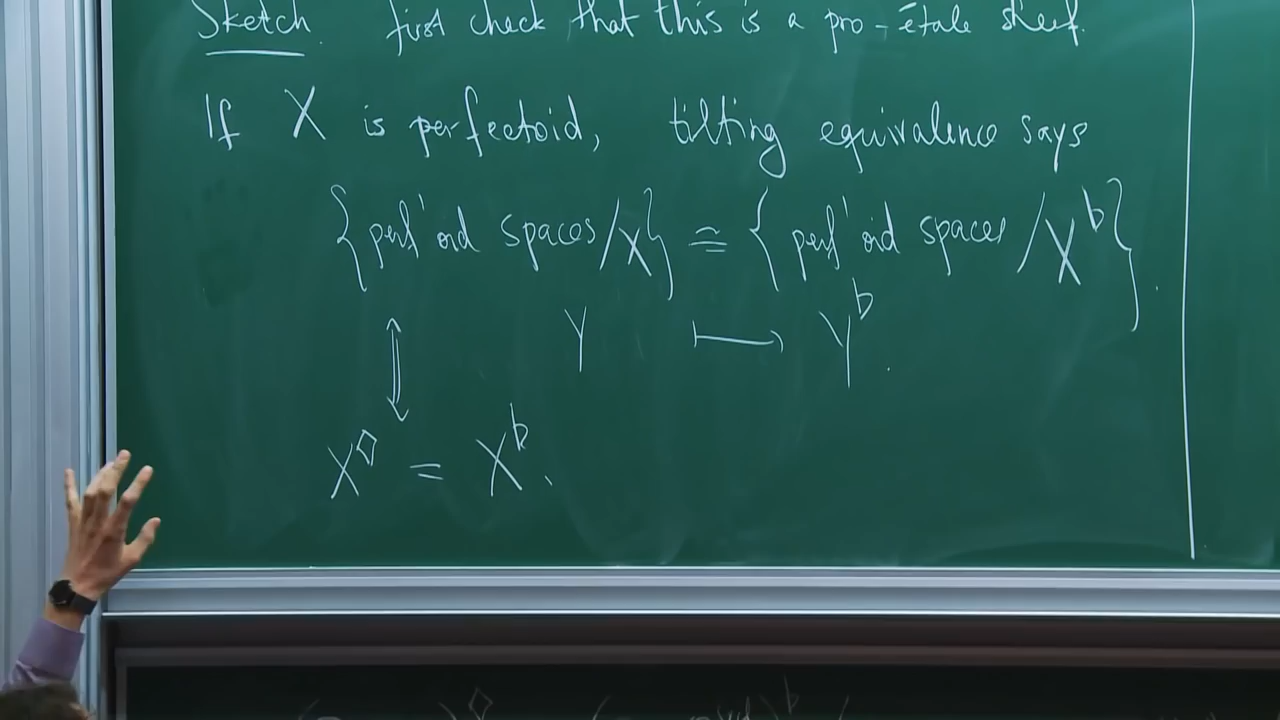 Sketch. first check that this is a pro-étale sheaf.
If X is perfectoid, tilting equivalence says
{perf'oid spaces/X} ≅ {perf'oid spaces/X^♭}.
Y ⟼ Y^♭.
X^◇ = X^♭.